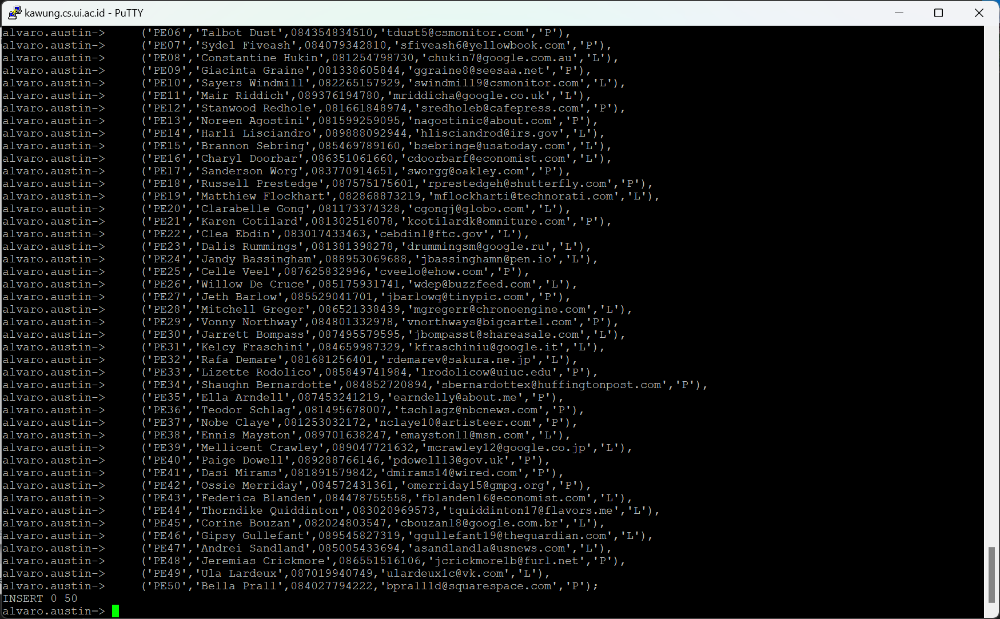 kawung.cs.ui.ac.id - PuTTY
alvaro.austin-> ('PE06','Talbot Dust',084354834510,'tdust5@csmonitor.com','P'),
alvaro.austin-> ('PE07','Sydel Fiveash',084079342810,'sfiveash6@yellowbook.com','P'),
alvaro.austin-> ('PE08','Constantine Hukin',081254798730,'chukin7@google.com.au','L'),
alvaro.austin-> ('PE09','Giacinta Graine',081338605844,'ggraine8@seesaa.net','P'),
alvaro.austin-> ('PE10','Sayers Windmill',082265157929,'swindmill9@csmonitor.com','L'),
alvaro.austin-> ('PE11','Mair Riddich',089376194780,'mriddicha@google.co.uk','L'),
alvaro.austin-> ('PE12','Stanwood Redhole',081661848974,'sredholeb@cafepress.com','P'),
alvaro.austin-> ('PE13','Noreen Agostini',081599259095,'nagostinic@about.com','P'),
alvaro.austin-> ('PE14','Harli Lisciandro',089888092944,'hlisciandrod@irs.gov','L'),
alvaro.austin-> ('PE15','Brannon Sebring',085469789160,'bsebringe@usatoday.com','L'),
alvaro.austin-> ('PE16','Charyl Doorbar',086351061660,'cdoorbarf@economist.com','L'),
alvaro.austin-> ('PE17','Sanderson Worg',083770914651,'sworgg@oakley.com','P'),
alvaro.austin-> ('PE18','Russell Prestedge',087575175601,'rprestedgeh@shutterfly.com','P'),
alvaro.austin-> ('PE19','Matthiew Flockhart',082868873219,'mflockharti@technorati.com','L'),
alvaro.austin-> ('PE20','Clarabelle Gong',081173374328,'cgongj@globo.com','L'),
alvaro.austin-> ('PE21','Karen Cotilard',081302516078,'kcotilardk@omniture.com','P'),
alvaro.austin-> ('PE22','Clea Ebdin',083017433463,'cebdinl@ftc.gov','L'),
alvaro.austin-> ('PE23','Dalis Rummings',081381398278,'drummingsm@google.ru','L'),
alvaro.austin-> ('PE24','Jandy Bassingham',088953069688,'jbassinghamn@pen.io','L'),
alvaro.austin-> ('PE25','Celle Veel',087625832996,'cveelo@ehow.com','P'),
alvaro.austin-> ('PE26','Willow De Cruce',085175931741,'wdep@buzzfeed.com','L'),
alvaro.austin-> ('PE27','Jeth Barlow',085529041701,'jbarlowq@tinypic.com','P'),
alvaro.austin-> ('PE28','Mitchell Greger',086521338439,'mgregerr@chronoengine.com','L'),
alvaro.austin-> ('PE29','Vonny Northway',084801332978,'vnorthways@bigcartel.com','P'),
alvaro.austin-> ('PE30','Jarrett Bompass',087495579595,'jbompasst@shareasale.com','L'),
alvaro.austin-> ('PE31','Kelcy Fraschini',084659987329,'kfraschiniu@google.it','L'),
alvaro.austin-> ('PE32','Rafa Demare',081681256401,'rdemarev@sakura.ne.jp','L'),
alvaro.austin-> ('PE33','Lizette Rodolico',085849741984,'lrodolicow@uiuc.edu','P'),
alvaro.austin-> ('PE34','Shaughn Bernardotte',084852720894,'sbernardottex@huffingtonpost.com','P'),
alvaro.austin-> ('PE35','Ella Arndell',087453241219,'earndelly@about.me','P'),
alvaro.austin-> ('PE36','Teodor Schlag',081495678007,'tschlagz@nbcnews.com','P'),
alvaro.austin-> ('PE37','Nobe Claye',081253032172,'nclaye10@artisteer.com','P'),
alvaro.austin-> ('PE38','Ennis Mayston',089701638247,'emayston11@msn.com','L'),
alvaro.austin-> ('PE39','Mellicent Crawley',089047721632,'mcrawley12@google.co.jp','L'),
alvaro.austin-> ('PE40','Paige Dowell',089288766146,'pdowell13@gov.uk','P'),
alvaro.austin-> ('PE41','Dasi Mirams',081891579842,'dmirams14@wired.com','P'),
alvaro.austin-> ('PE42','Ossie Merriday',084572431361,'omerriday15@gmpg.org','P'),
alvaro.austin-> ('PE43','Federica Blanden',084478755558,'fblanden16@economist.com','L'),
alvaro.austin-> ('PE44','Thorndike Quiddinton',083020969573,'tquiddinton17@flavors.me','L'),
alvaro.austin-> ('PE45','Corine Bouzan',082024803547,'cbouzan18@google.com.br','L'),
alvaro.austin-> ('PE46','Gipsy Gullefant',089545827319,'ggullefant19@theguardian.com','L'),
alvaro.austin-> ('PE47','Andrei Sandland',085005433694,'asandland1a@usnews.com','L'),
alvaro.austin-> ('PE48','Jeremias Crickmore',086551516106,'jcrickmore1b@furl.net','P'),
alvaro.austin-> ('PE49','Ula Lardeux',087019940749,'ulardeux1c@vk.com','L'),
alvaro.austin-> ('PE50','Bella Prall',084027794222,'bprall1d@squarespace.com','P');
INSERT 0 50
alvaro.austin=>